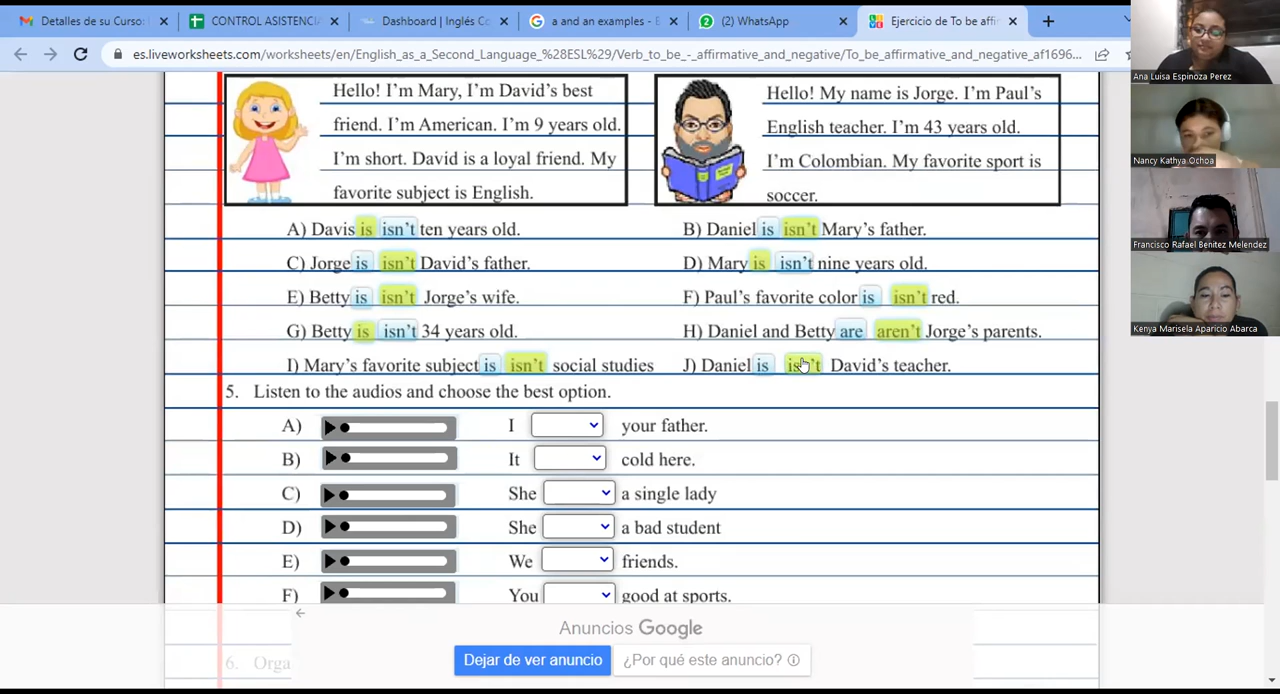 Detalles de su Curso:
CONTROL ASISTENCIA
Dashboard | Inglés Co
a and an examples - B
(2) WhatsApp
Ejercicio de To be affir
es.liveworksheets.com/worksheets/en/English_as_a_Second_Language_%28ESL%29/Verb_to_be_-_affirmative_and_negative/To_be_affirmative_and_negative_af1696...
Ana Luisa Espinoza Perez
Nancy Kathya Ochoa
Francisco Rafael Benitez Melendez
Kenya Marisela Aparicio Abarca
Hello! I'm Mary, I'm David's best
friend. I'm American. I'm 9 years old.
I'm short. David is a loyal friend. My
favorite subject is English.
Hello! My name is Jorge. I'm Paul's
English teacher. I'm 43 years old.
I'm Colombian. My favorite sport is
soccer.
A) Davis is isn't ten years old.
B) Daniel is isn't Mary's father.
C) Jorge is isn't David's father.
D) Mary is isn't nine years old.
E) Betty is isn't Jorge's wife.
F) Paul's favorite color is isn't red.
G) Betty is isn't 34 years old.
H) Daniel and Betty are aren't Jorge's parents.
I) Mary's favorite subject is isn't social studies
J) Daniel is isn't David's teacher.
5. Listen to the audios and choose the best option.
A) I your father.
B) It cold here.
C) She a single lady
D) She a bad student
E) We friends.
F) You good at sports.
Anuncios Google
Dejar de ver anuncio
¿Por qué este anuncio?
6. Orga